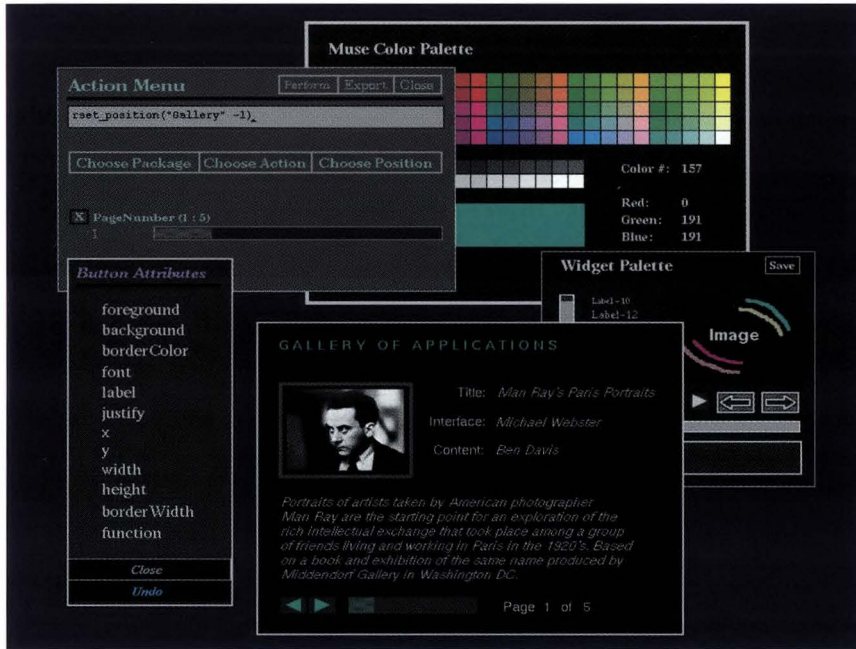 Muse Color Palette
Color #: 157
Red: 0
Green: 191
Blue: 191
Action Menu
Perform Export Close
rset_position("Gallery" -1)
Choose Package Choose Action Choose Position
X PageNumber (1 : 5)
1
Button Attributes
foreground
background
borderColor
font
label
justify
x
y
width
height
borderWidth
function
Close
Undo
Widget Palette
Save
Label-10
Label-12
Image
GALLERY OF APPLICATIONS
Title: Man Ray's Paris Portraits
Interface: Michael Webster
Content: Ben Davis
Portraits of artists taken by American photographer
Man Ray are the starting point for an exploration of the
rich intellectual exchange that took place among a group
of friends living and working in Paris in the 1920's. Based
on a book and exhibition of the same name produced by
Middendorf Gallery in Washington DC.
Page 1 of 5